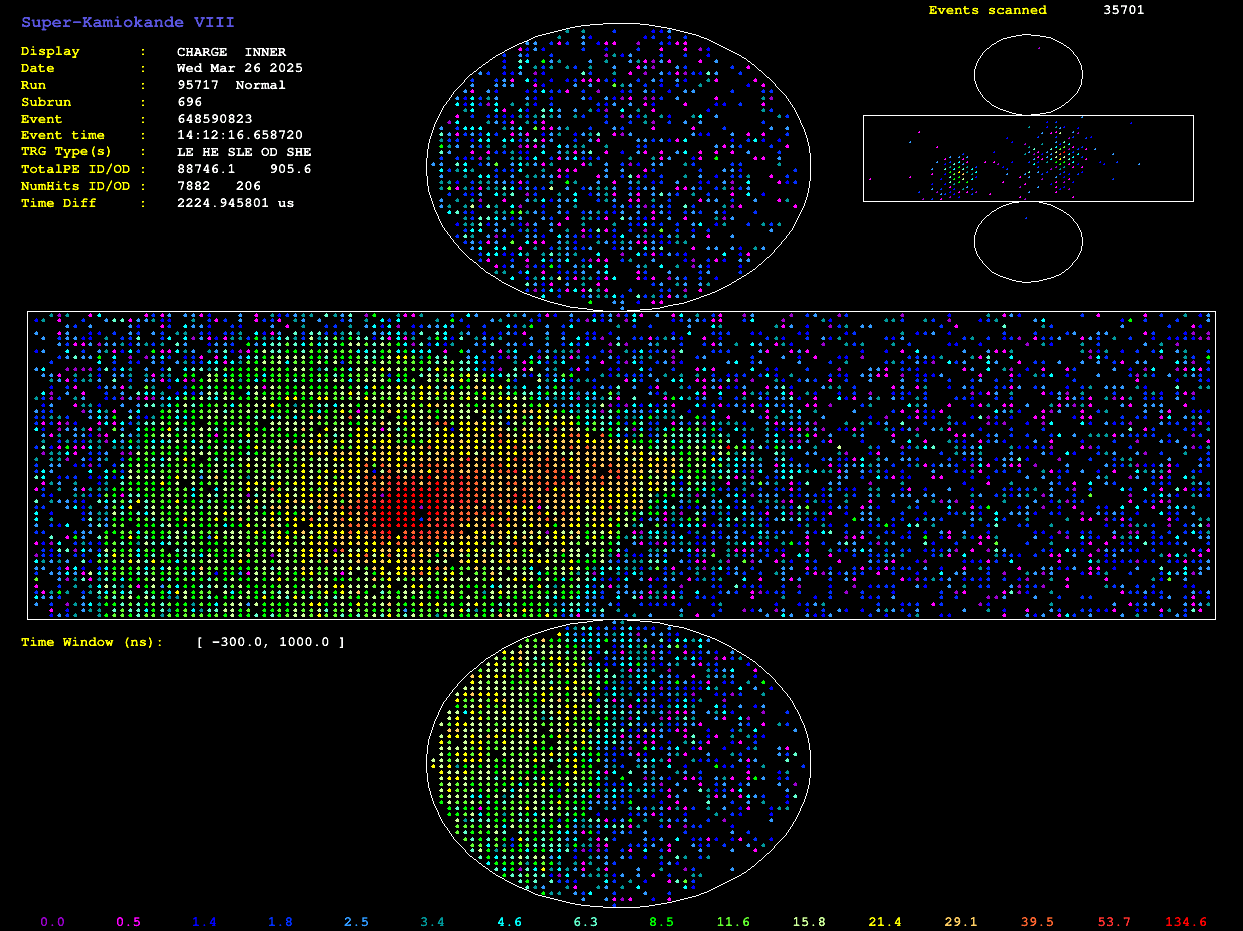 Super-Kamiokande VIII
Events scanned 35701
Display : CHARGE INNER
Date : Wed Mar 26 2025
Run : 95717 Normal
Subrun : 696
Event : 648590823
Event time : 14:12:16.658720
TRG Type(s) : LE HE SLE OD SHE
TotalPE ID/OD : 88746.1 905.6
NumHits ID/OD : 7882 206
Time Diff : 2224.945801 us
Time Window (ns): [ -300.0, 1000.0 ]
0.0 0.5 1.4 1.8 2.5 3.4 4.6 6.3 8.5 11.6 15.8 21.4 29.1 39.5 53.7 134.6